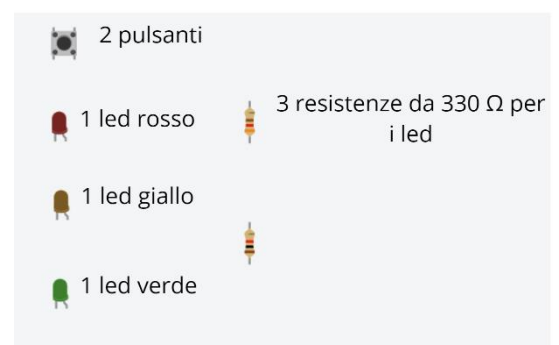 2 pulsanti
1 led rosso
3 resistenze da 330 Ω per
i led
1 led giallo
1 led verde